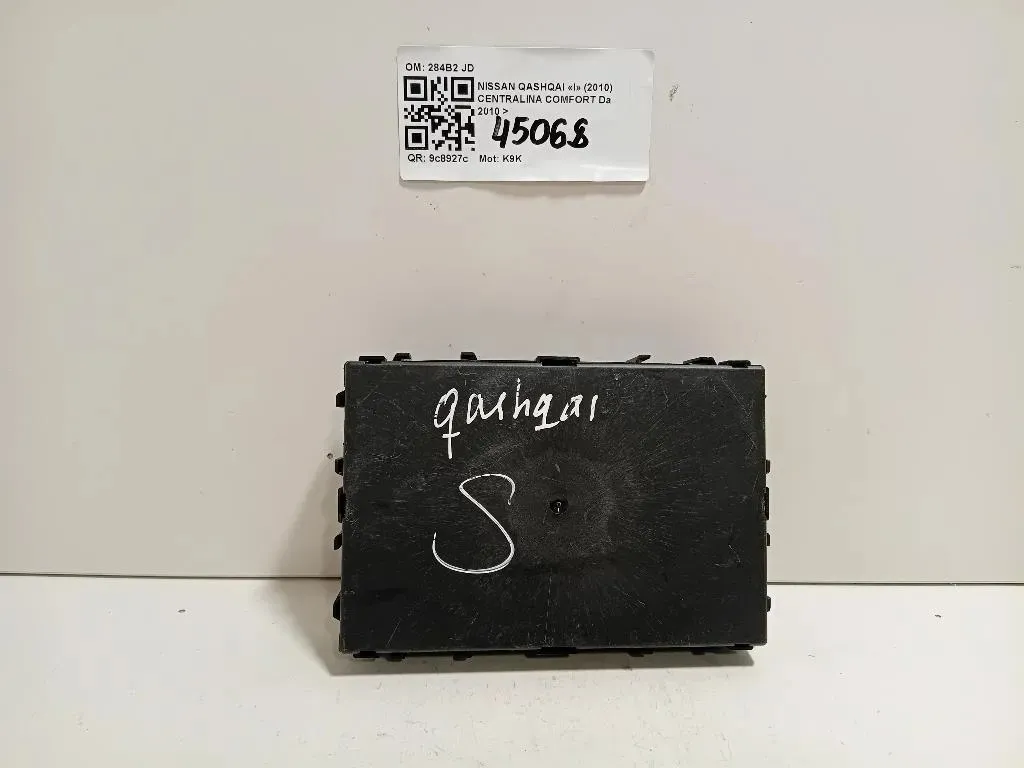 OM: 284B2 JD
NISSAN QASHQAI «I» (2010)
CENTRALINA COMFORT Da
2010 >
45068
QR: 9c8927c Mot: K9K
qashqai
S